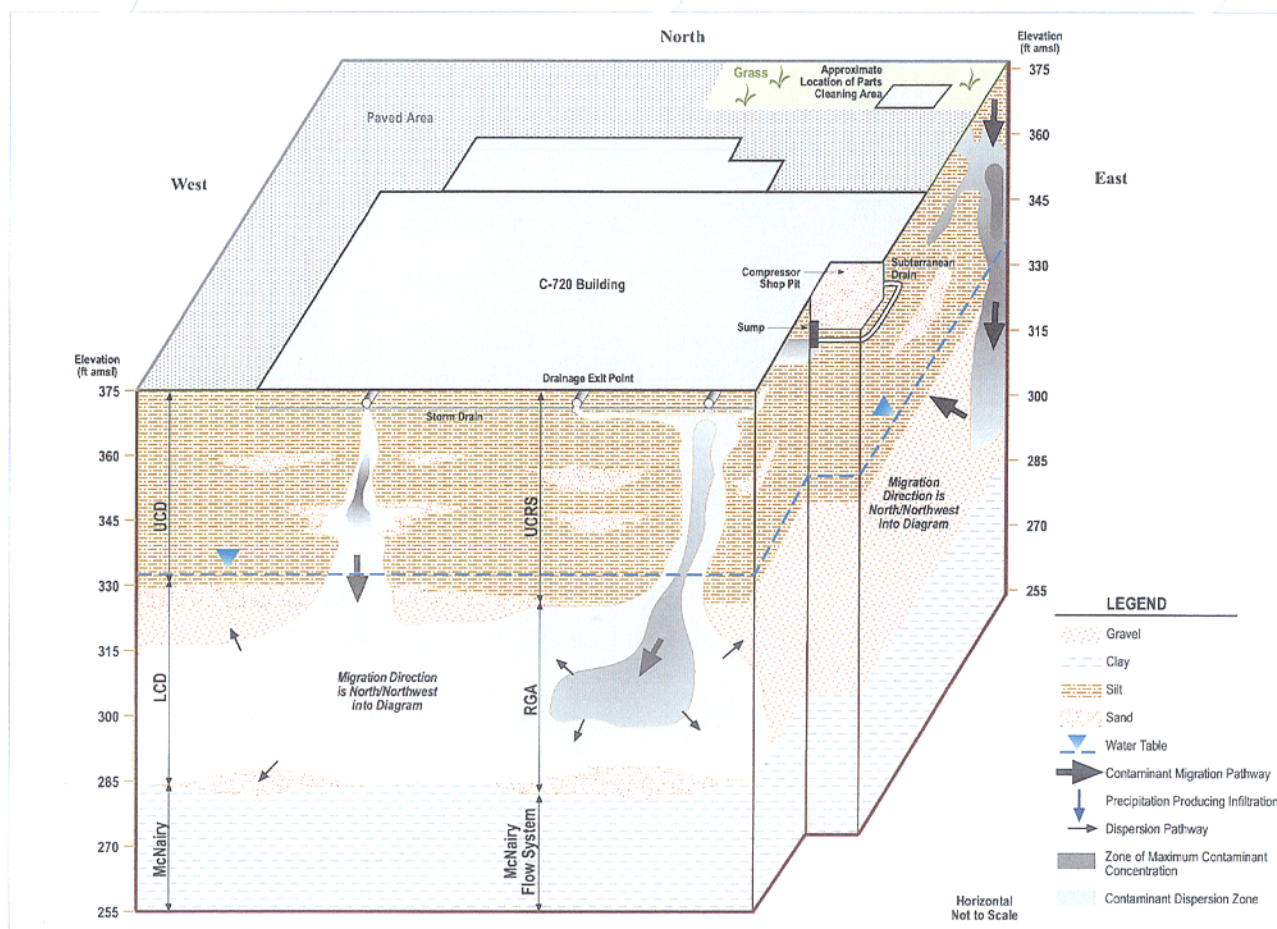 North
Elevation
(ft amsl)
375
360
345
330
315
300
285
270
255
Grass
Approximate
Location of Parts
Cleaning Area
Paved Area
West
East
C-720 Building
Compressor
Shop Pit
Subterranean
Drain
Sump
Elevation
(ft amsl)
375
360
345
330
315
300
285
270
255
Drainage Exit Point
Storm Drain
UCD
UCRS
LCD
RGA
McNairy
McNairy
Flow System
Migration Direction
is North/Northwest
into Diagram
Migration
Direction is
North/Northwest
Into Diagram
LEGEND
Gravel
Clay
Silt
Sand
Water Table
Contaminant Migration Pathway
Precipitation Producing Infiltration
Dispersion Pathway
Zone of Maximum Contaminant
Concentration
Contaminant Dispersion Zone
Horizontal
Not to Scale